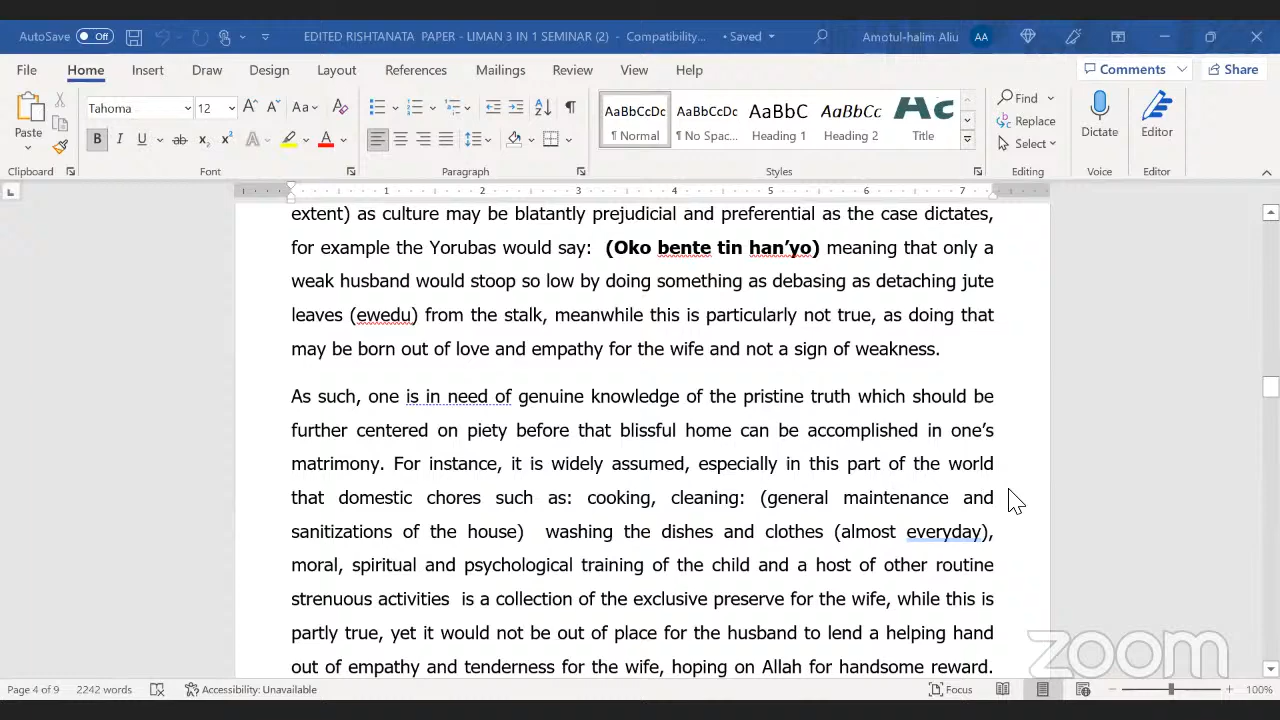 AutoSave Off EDITED RISHTANATA PAPER - LIMAN 3 IN 1 SEMINAR (2) - Compatibility... • Saved Amotul-halim Aliu AA
File Home Insert Draw Design Layout References Mailings Review View Help Comments Share
Paste Tahoma 12 A A Aa A AaBbCcDc AaBbCcDc AaBbC AaBbCc Ac Find Dictate Editor
B I U ab x₂ x² A A ¶ Normal ¶ No Spac... Heading 1 Heading 2 Title Replace
Select
Clipboard Font Paragraph Styles Editing Voice Editor
1 2 3 4 5 6 7
extent) as culture may be blatantly prejudicial and preferential as the case dictates,
for example the Yorubas would say: (Oko bente tin han’yo) meaning that only a
weak husband would stoop so low by doing something as debasing as detaching jute
leaves (ewedu) from the stalk, meanwhile this is particularly not true, as doing that
may be born out of love and empathy for the wife and not a sign of weakness.
As such, one is in need of genuine knowledge of the pristine truth which should be
further centered on piety before that blissful home can be accomplished in one’s
matrimony. For instance, it is widely assumed, especially in this part of the world
that domestic chores such as: cooking, cleaning: (general maintenance and
sanitizations of the house) washing the dishes and clothes (almost everyday),
moral, spiritual and psychological training of the child and a host of other routine
strenuous activities is a collection of the exclusive preserve for the wife, while this is
partly true, yet it would not be out of place for the husband to lend a helping hand
out of empathy and tenderness for the wife, hoping on Allah for handsome reward.
zoom
Page 4 of 9 2242 words Accessibility: Unavailable Focus 100%